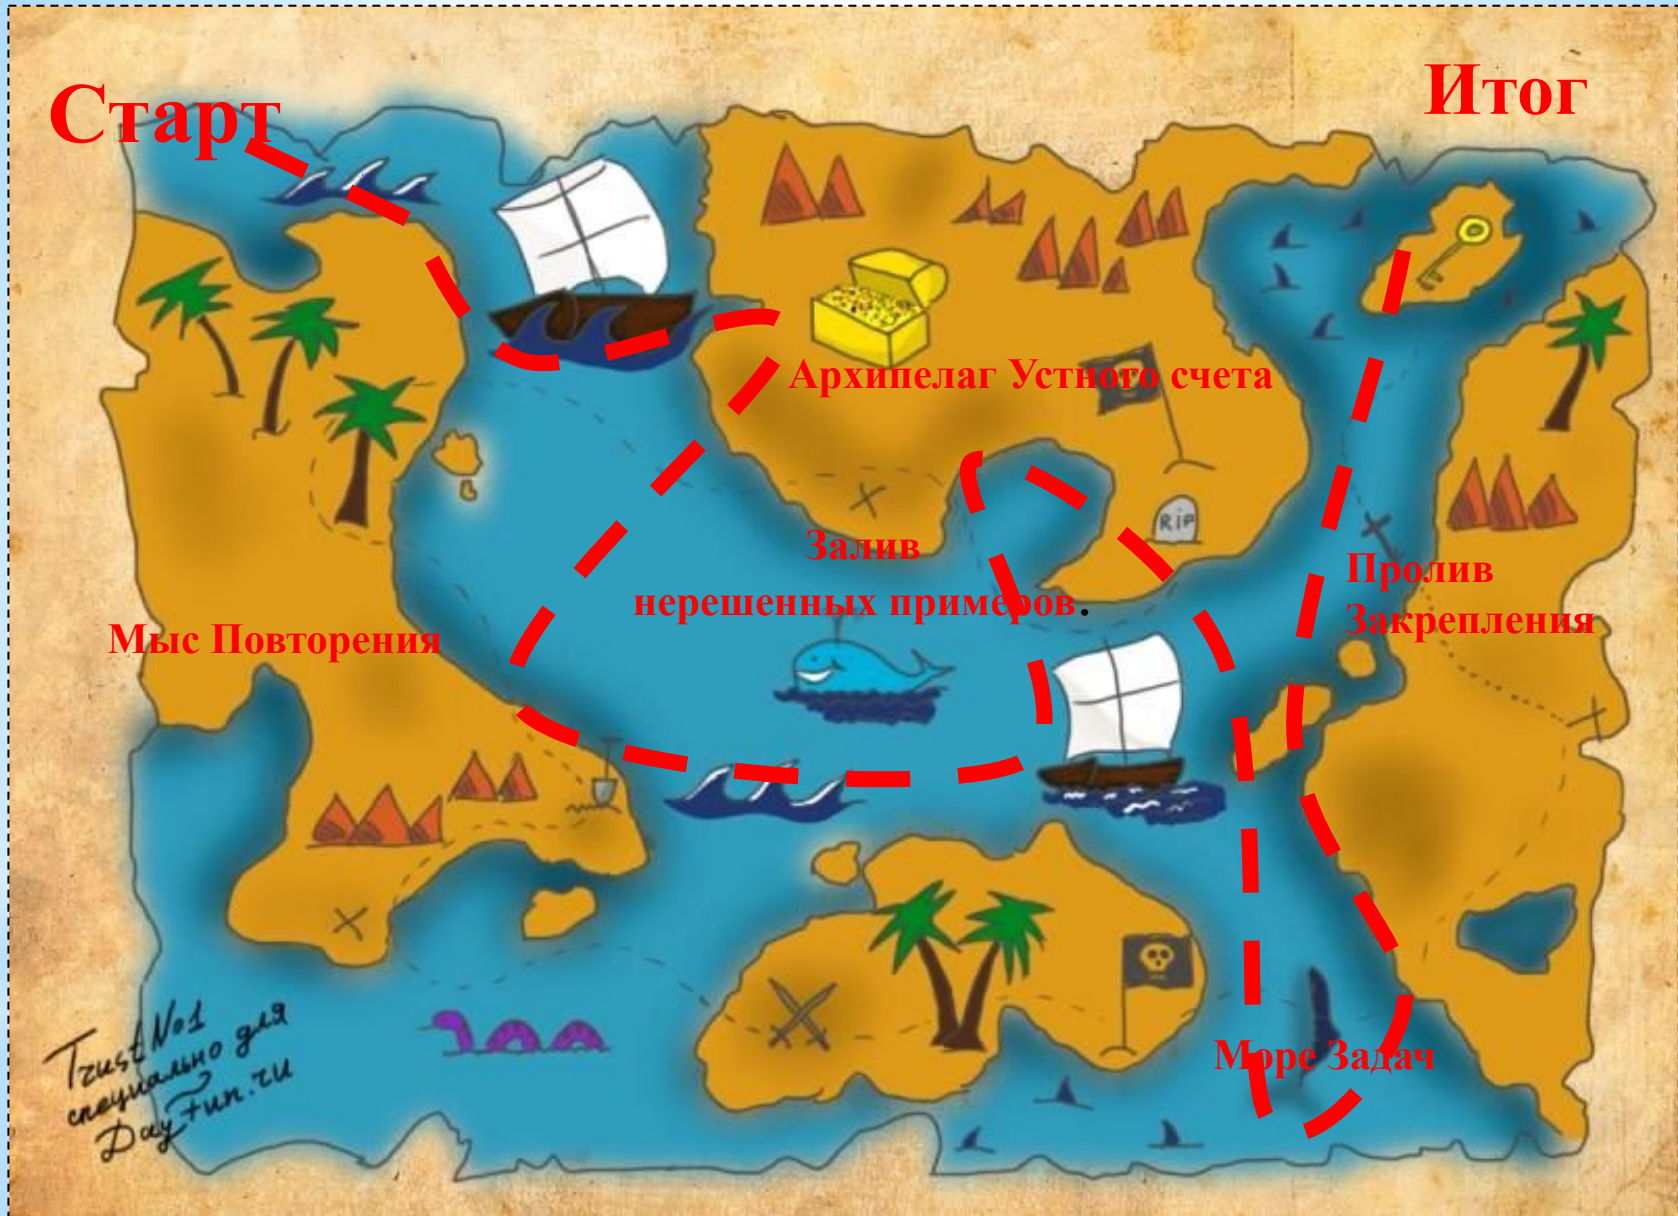 Старт
Итог
Архипелаг Устного счета
RiP
Залив
нерешенных примеров.
Пролив
Закрепления
Мыс Повторения
Море Задач
Trust No1
специально для
DayFun.ru